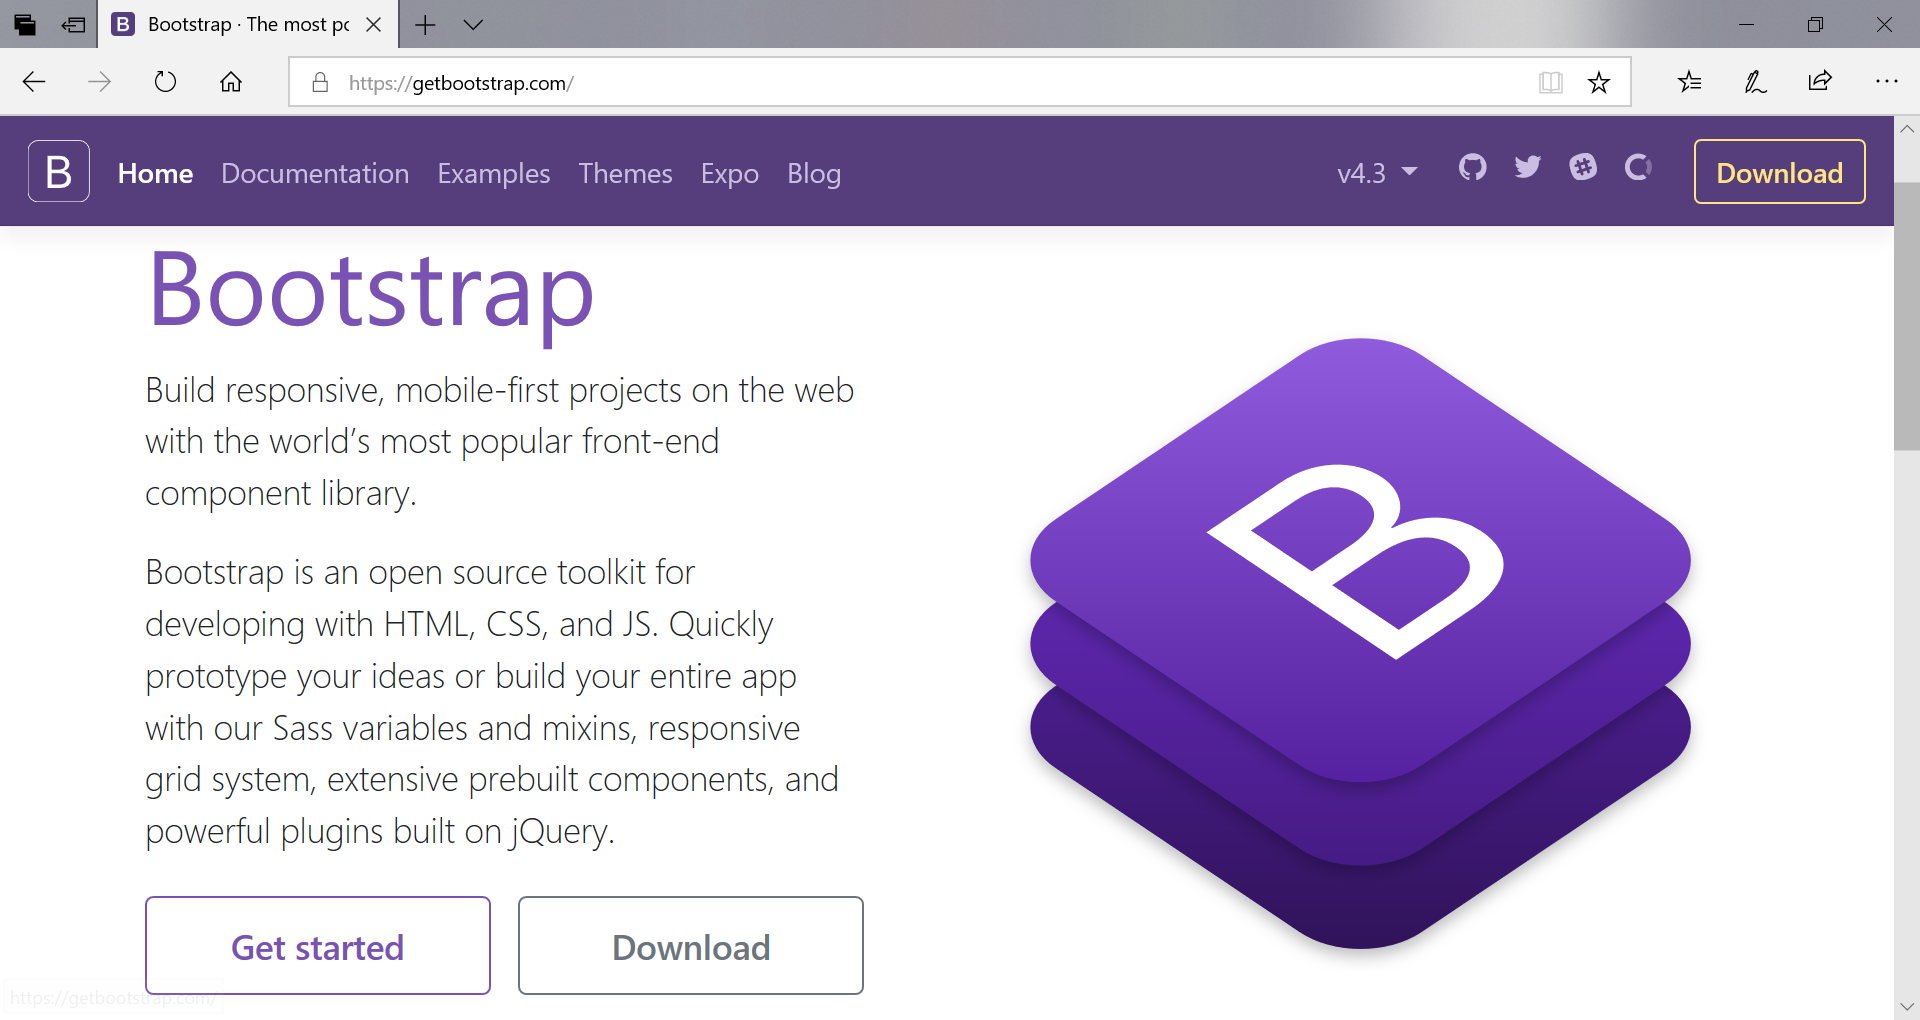 Bootstrap · The most po
https://getbootstrap.com/
B Home Documentation Examples Themes Expo Blog v4.3 Download
Bootstrap
Build responsive, mobile-first projects on the web
with the world’s most popular front-end
component library.
Bootstrap is an open source toolkit for
developing with HTML, CSS, and JS. Quickly
prototype your ideas or build your entire app
with our Sass variables and mixins, responsive
grid system, extensive prebuilt components, and
powerful plugins built on jQuery.
B
Get started Download
https://getbootstrap.com/